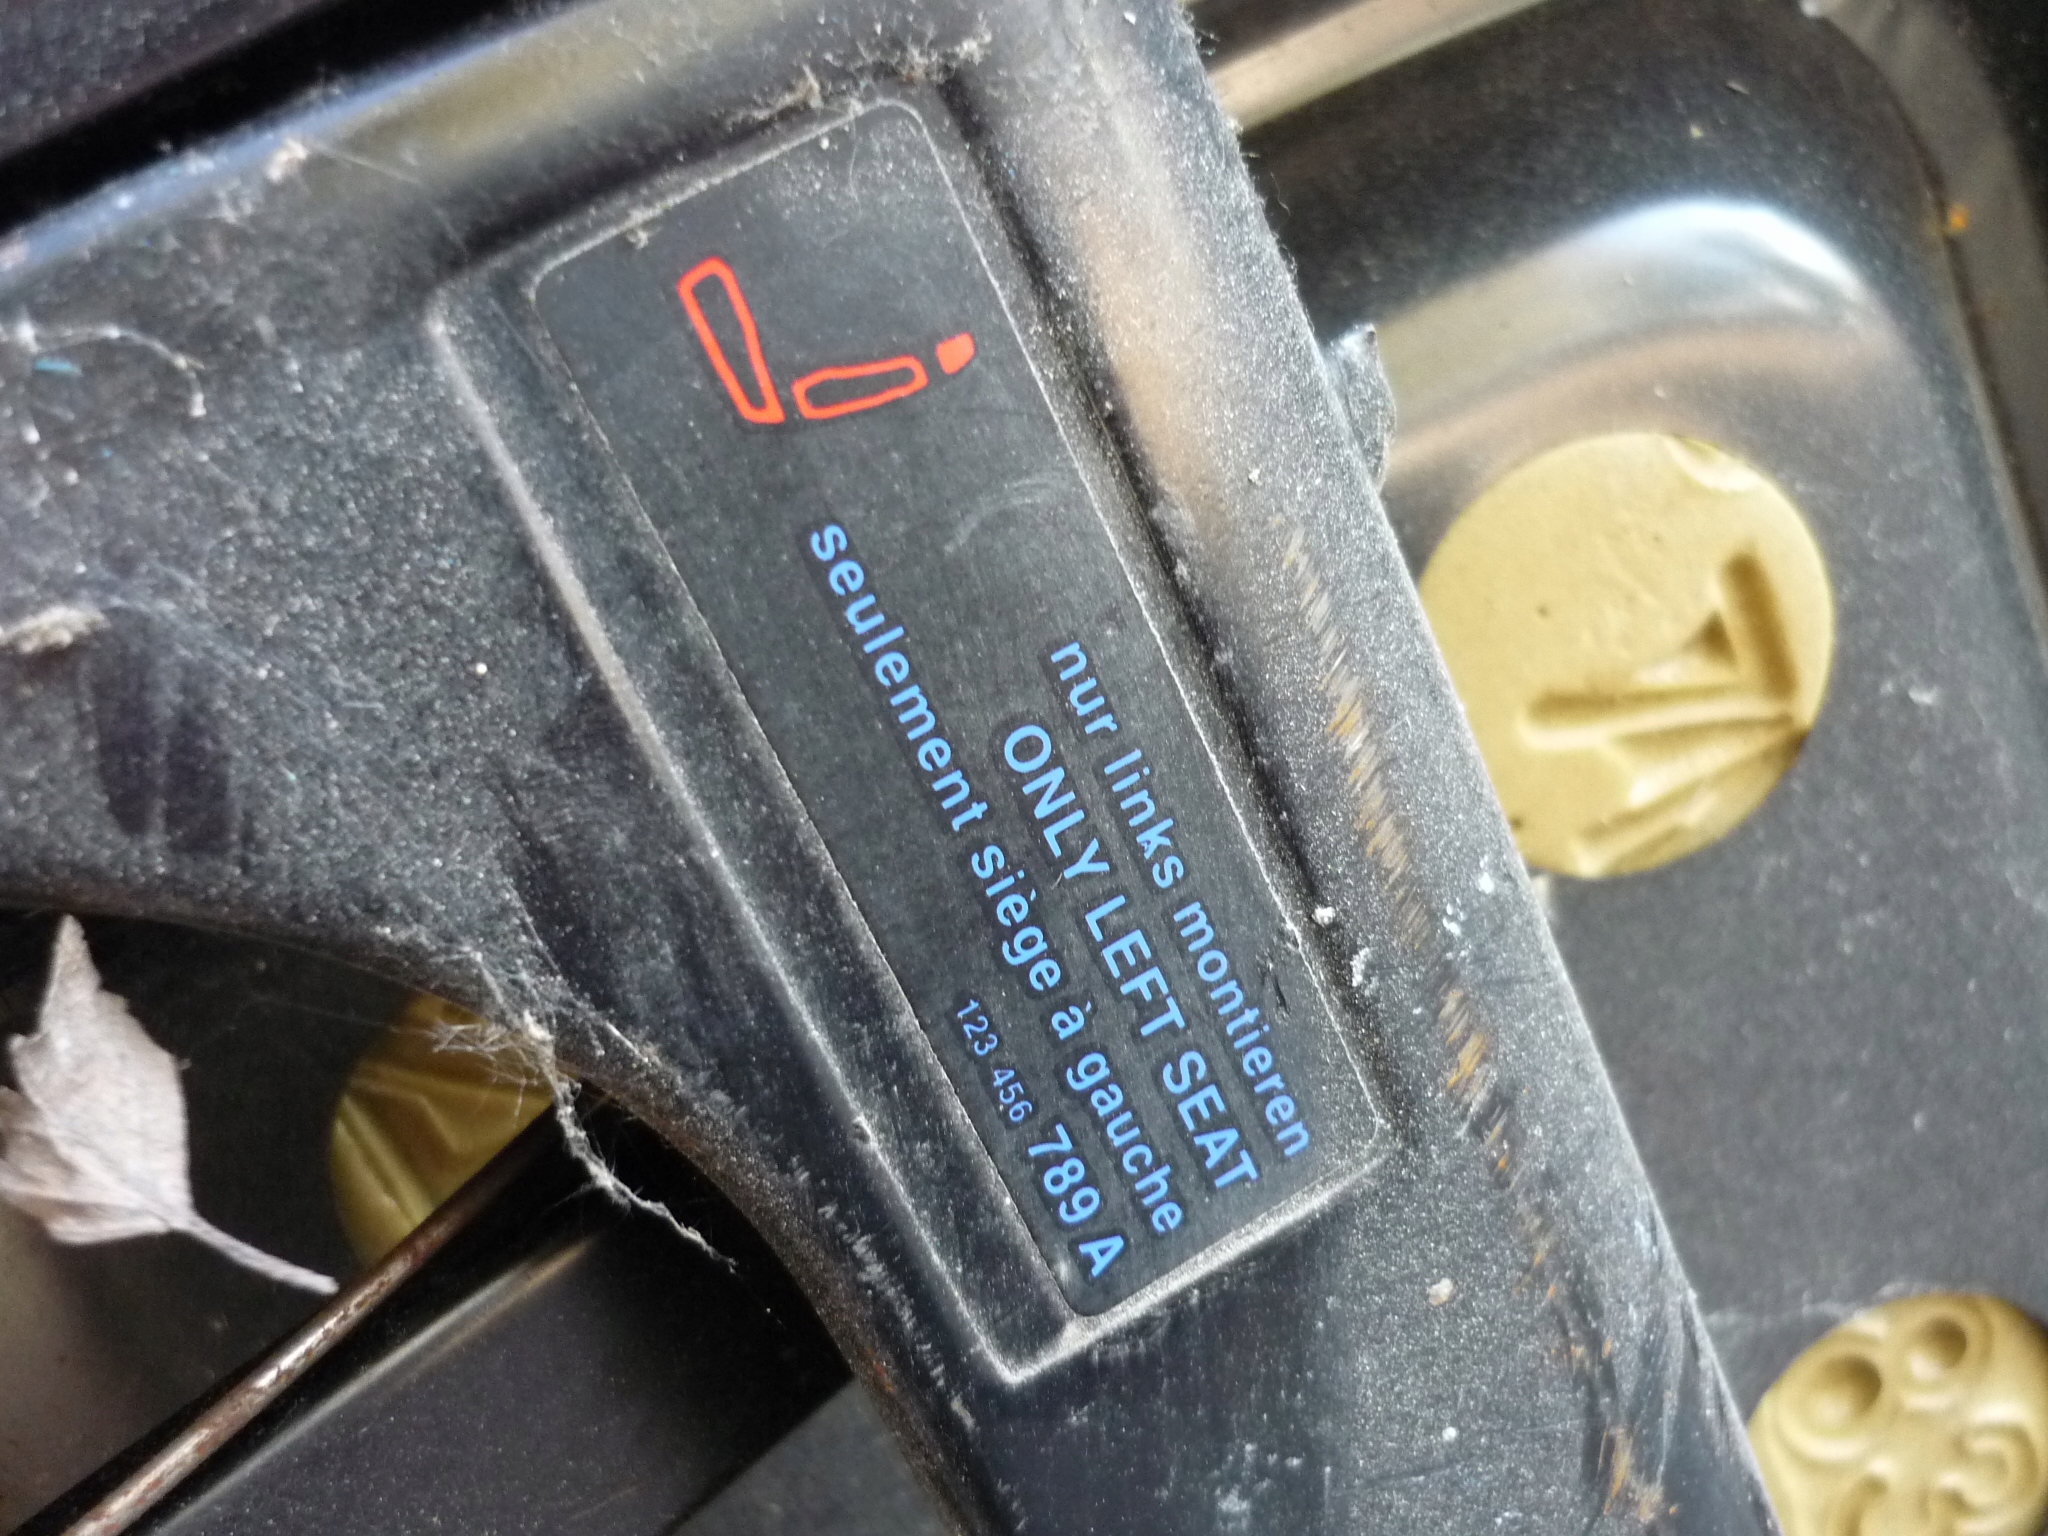 nur links montieren
ONLY LEFT SEAT
seulement siège à gauche
123 456 789 A